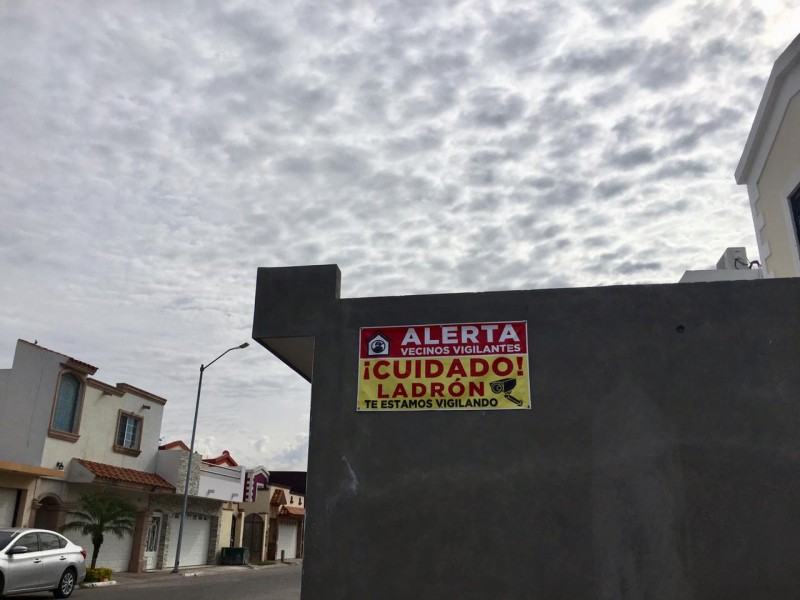 ALERTA
VECINOS VIGILANTES
¡CUIDADO!
LADRÓN
TE ESTAMOS VIGILANDO